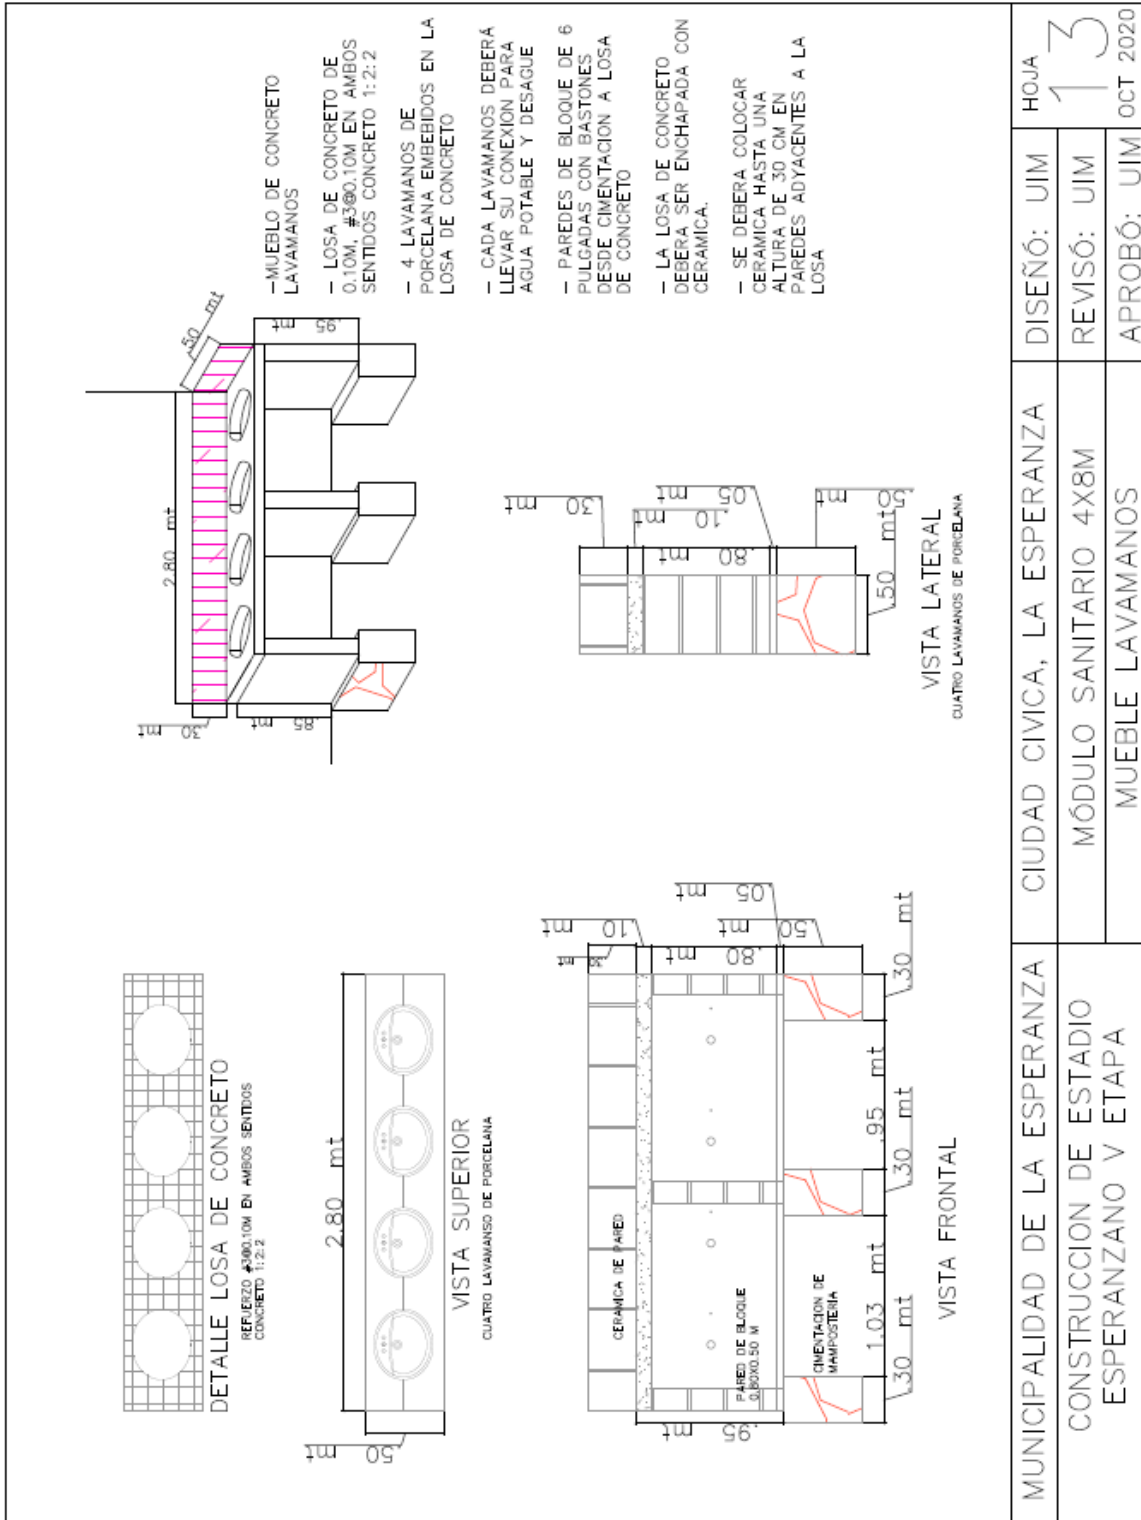 DETALLE LOSA DE CONCRETO
REFUERZO #3@0.10M EN AMBOS SENTIDOS
CONCRETO 1:2:2
2.80 mt
.50 mt
VISTA SUPERIOR
CUATRO LAVAMANSO DE PORCELANA
.30 mt
.10 mt
.80 mt
.05 mt
.50
.95 mt
CERAMICA DE PARED
PARED DE BLOQUE
0.80X0.50 M
CIMENTACION DE
MAMPOSTERIA
1.03 mt
.95 mt
.30 mt
.30 mt
.30 mt
VISTA FRONTAL
2.80 mt
.50 mt
.30 mt
.85 mt
.95 mt
.30 mt
.10 mt
.80 mt
.05 mt
.50 mt
.50
VISTA LATERAL
CUATRO LAVAMANOS DE PORCELANA
-MUEBLO DE CONCRETO
LAVAMANOS
- LOSA DE CONCRETO DE
0.10M, #3@0.10M EN AMBOS
SENTIDOS CONCRETO 1:2:2
- 4 LAVAMANOS DE
PORCELANA EMBEBIDOS EN LA
LOSA DE CONCRETO
- CADA LAVAMANOS DEBERÁ
LLEVAR SU CONEXION PARA
AGUA POTABLE Y DESAGUE
- PAREDES DE BLOQUE DE 6
PULGADAS CON BASTONES
DESDE CIMENTACION A LOSA
DE CONCRETO
- LA LOSA DE CONCRETO
DEBERA SER ENCHAPADA CON
CERAMICA.
- SE DEBERA COLOCAR
CERAMICA HASTA UNA
ALTURA DE 30 CM EN
PAREDES ADYACENTES A LA
LOSA
MUNICIPALIDAD DE LA ESPERANZA
CONSTRUCCION DE ESTADIO
ESPERANZANO V ETAPA
CIUDAD CIVICA, LA ESPERANZA
MÓDULO SANITARIO 4X8M
MUEBLE LAVAMANOS
DISEÑÓ: UIM
REVISÓ: UIM
APROBÓ: UIM
HOJA
13
OCT 2020